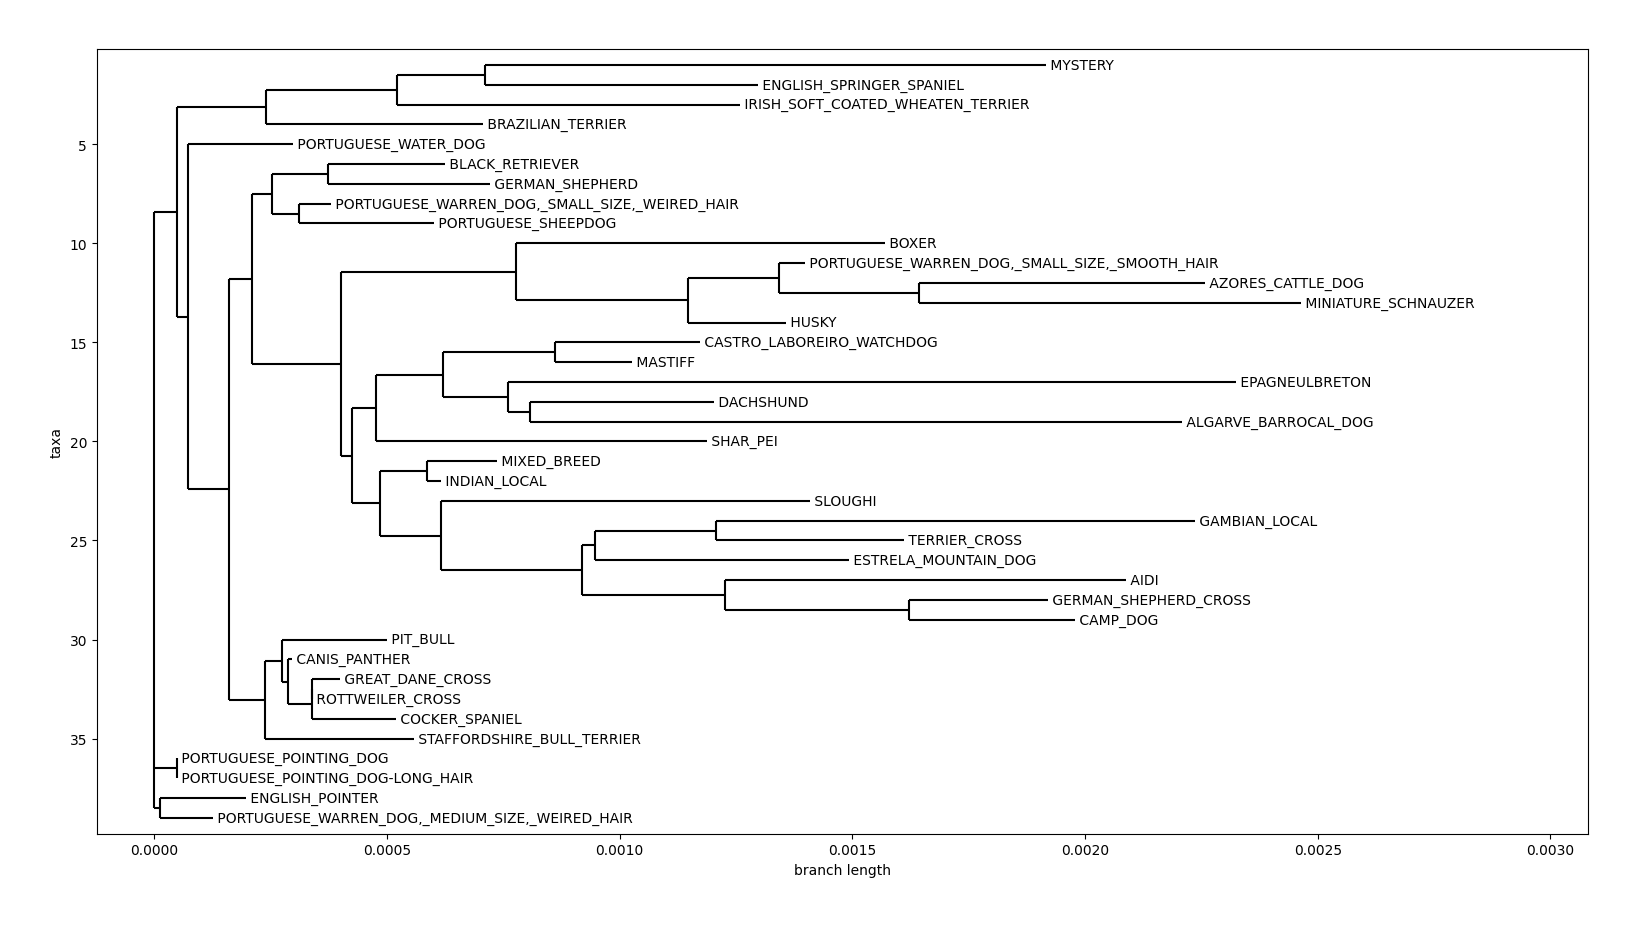 MYSTERY
ENGLISH_SPRINGER_SPANIEL
IRISH_SOFT_COATED_WHEATEN_TERRIER
BRAZILIAN_TERRIER
5
PORTUGUESE_WATER_DOG
BLACK_RETRIEVER
GERMAN_SHEPHERD
PORTUGUESE_WARREN_DOG,_SMALL_SIZE,_WEIRED_HAIR
PORTUGUESE_SHEEPDOG
10
BOXER
PORTUGUESE_WARREN_DOG,_SMALL_SIZE,_SMOOTH_HAIR
AZORES_CATTLE_DOG
MINIATURE_SCHNAUZER
HUSKY
15
CASTRO_LABOREIRO_WATCHDOG
MASTIFF
EPAGNEULBRETON
DACHSHUND
ALGARVE_BARROCAL_DOG
taxa
20
SHAR_PEI
MIXED_BREED
INDIAN_LOCAL
SLOUGHI
GAMBIAN_LOCAL
25
TERRIER_CROSS
ESTRELA_MOUNTAIN_DOG
AIDI
GERMAN_SHEPHERD_CROSS
CAMP_DOG
30
PIT_BULL
CANIS_PANTHER
GREAT_DANE_CROSS
ROTTWEILER_CROSS
COCKER_SPANIEL
35
STAFFORDSHIRE_BULL_TERRIER
PORTUGUESE_POINTING_DOG
PORTUGUESE_POINTING_DOG-LONG_HAIR
ENGLISH_POINTER
PORTUGUESE_WARREN_DOG,_MEDIUM_SIZE,_WEIRED_HAIR
0.0000 0.0005 0.0010 0.0015 0.0020 0.0025 0.0030
branch length